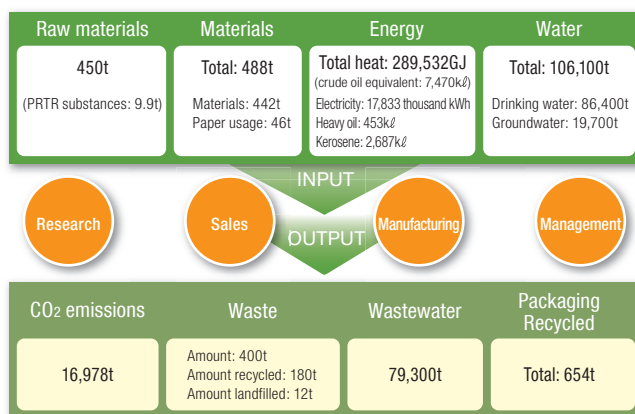 Raw materials
450t
(PRTR substances: 9.9t)
Materials
Total: 488t
Materials: 442t
Paper usage: 46t
Energy
Total heat: 289,532GJ
(crude oil equivalent: 7,470kℓ)
Electricity: 17,833 thousand kWh
Heavy oil: 453kℓ
Kerosene: 2,687kℓ
Water
Total: 106,100t
Drinking water: 86,400t
Groundwater: 19,700t
INPUT
Research
Sales
Manufacturing
Management
OUTPUT
CO₂ emissions
16,978t
Waste
Amount: 400t
Amount recycled: 180t
Amount landfilled: 12t
Wastewater
79,300t
Packaging
Recycled
Total: 654t